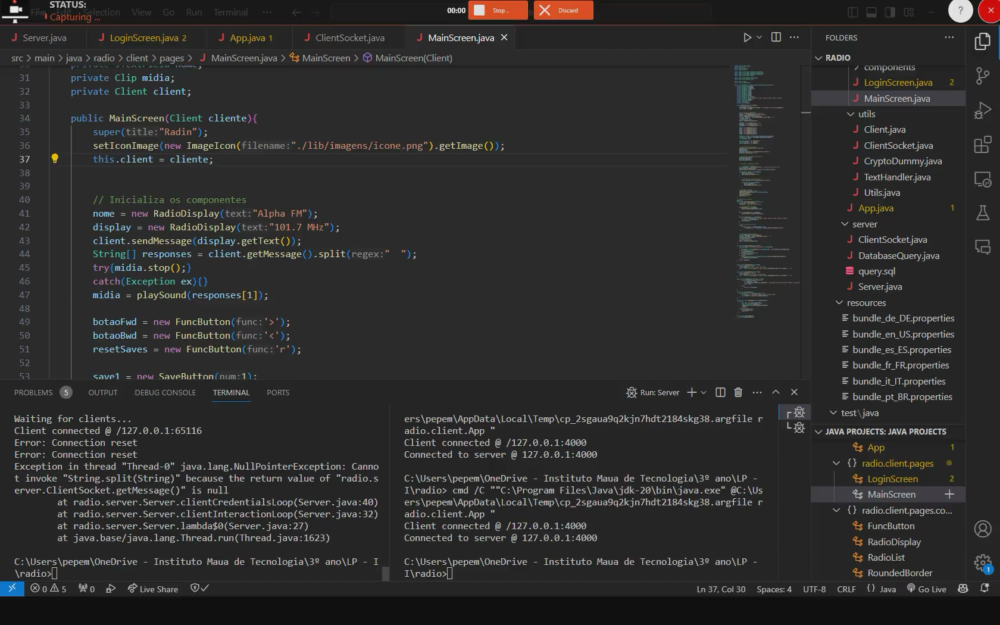 STATUS:
Capturing ...
File Edit Selection View Go Run Terminal ···
00:00 Stop .. Discard ?
Server.java LoginScreen.java 2 App.java 1 ClientSocket.java MainScreen.java
src > main > java > radio > client > pages > MainScreen.java > MainScreen > MainScreen(Client)
31 private Clip midia;
32 private Client client;
33
34 public MainScreen(Client cliente){
35 super(title:"Radin");
36 setIconImage(new ImageIcon(filename:"./lib/imagens/icone.png").getImage());
37 this.client = cliente;
38
39
40 // Inicializa os componentes
41 nome = new RadioDisplay(text:"Alpha FM");
42 display = new RadioDisplay(text:"101.7 MHz");
43 client.sendMessage(display.getText());
44 String[] responses = client.getMessage().split(regex:"  ");
45 try{midia.stop();}
46 catch(Exception ex){}
47 midia = playSound(responses[1]);
48
49 botaoFwd = new FuncButton(func:'>');
50 botaoBwd = new FuncButton(func:'<');
51 resetSaves = new FuncButton(func:'r');
52
53 save1 = new SaveButton(num:1);
PROBLEMS 5 OUTPUT DEBUG CONSOLE TERMINAL PORTS
Run: Server
Waiting for clients...
Client connected @ /127.0.0.1:65116
Error: Connection reset
Error: Connection reset
Exception in thread "Thread-0" java.lang.NullPointerException: Canno
t invoke "String.split(String)" because the return value of "radio.s
erver.ClientSocket.getMessage()" is null
at radio.server.Server.clientCredentialsLoop(Server.java:40)
at radio.server.Server.clientInteractionLoop(Server.java:32)
at radio.server.Server.lambda$0(Server.java:27)
at java.base/java.lang.Thread.run(Thread.java:1623)
C:\Users\pepem\OneDrive - Instituto Maua de Tecnologia\3º ano\LP - I
\radio>
ers\pepem\AppData\Local\Temp\cp_2sgaua9q2kjn7hdt2184skg38.argfile r
adio.client.App "
Client connected @ /127.0.0.1:4000
Connected to server @ 127.0.0.1:4000
C:\Users\pepem\OneDrive - Instituto Maua de Tecnologia\3º ano\LP -
I\radio> cmd /C ""C:\Program Files\Java\jdk-20\bin\java.exe" @C:\Us
ers\pepem\AppData\Local\Temp\cp_2sgaua9q2kjn7hdt2184skg38.argfile r
adio.client.App "
Client connected @ /127.0.0.1:4000
Connected to server @ 127.0.0.1:4000
C:\Users\pepem\OneDrive - Instituto Maua de Tecnologia\3º ano\LP -
I\radio>
FOLDERS
RADIO
components
LoginScreen.java 2
MainScreen.java
utils
Client.java
ClientSocket.java
CryptoDummy.java
TextHandler.java
Utils.java
App.java 1
server
ClientSocket.java
DatabaseQuery.java
query.sql
Server.java
resources
bundle_de_DE.properties
bundle_en_US.properties
bundle_es_ES.properties
bundle_fr_FR.properties
bundle_it_IT.properties
bundle_pt_BR.properties
test\java
JAVA PROJECTS: JAVA PROJECTS
App 1
{} radio.client.pages
LoginScreen 2
MainScreen
{} radio.client.pages.co...
FuncButton
RadioDisplay
RadioList
RoundedBorder
1
0 5 0 Live Share Ln 37, Col 30 Spaces: 4 UTF-8 CRLF {} Java Go Live